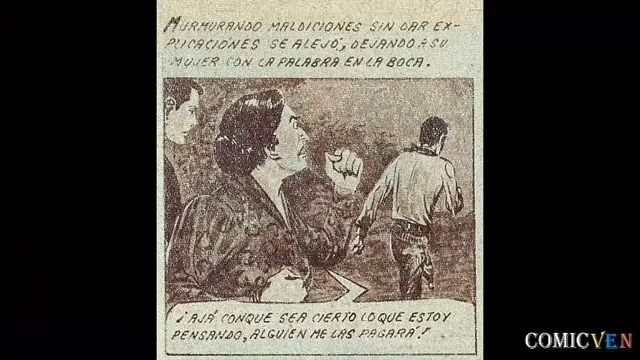 MURMURANDO MALDICIONES SIN DAR EX-
PLICACIONES SE ALEJÓ, DEJANDO A SU
MUJER CON LA PALABRA EN LA BOCA.
¡AJÁ CONQUE SEA CIERTO LO QUE ESTOY
PENSANDO, ALGUIEN ME LAS PAGARÁ!
COMICVEN